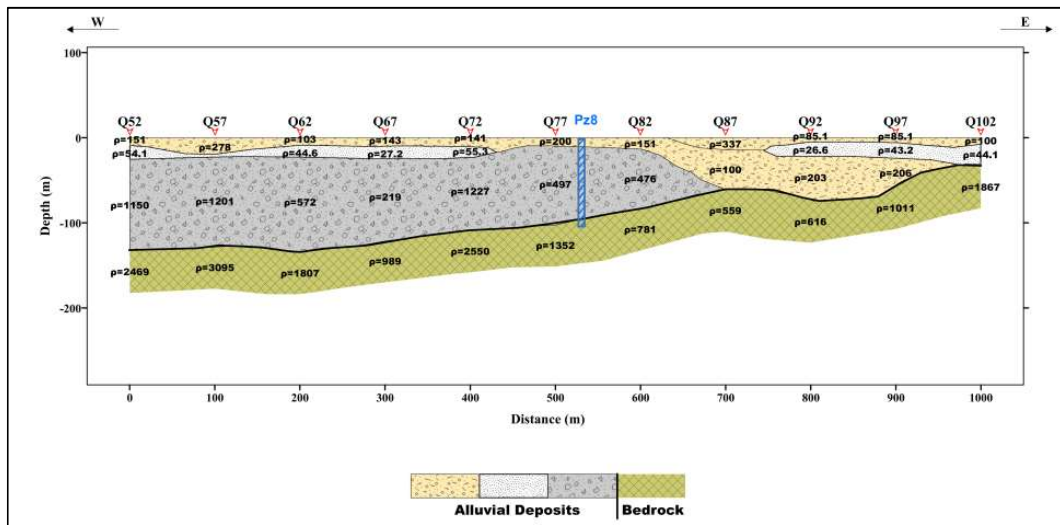 W E
100
Q52 Q57 Q62 Q67 Q72 Q77 Pz8 Q82 Q87 Q92 Q97 Q102
0
ρ=151 ρ=278 ρ=103 ρ=143 ρ=141 ρ=200 ρ=151 ρ=337 ρ=85.1 ρ=85.1 ρ=100
ρ=54.1 ρ=44.6 ρ=27.2 ρ=55.3 ρ=26.6 ρ=43.2 ρ=44.1
ρ=1150 ρ=1201 ρ=572 ρ=219 ρ=1227 ρ=497 ρ=476 ρ=100 ρ=203 ρ=206
-100
ρ=2469 ρ=3095 ρ=1807 ρ=989 ρ=2550 ρ=1352 ρ=781 ρ=559 ρ=616 ρ=1011 ρ=1867
-200
Depth (m)
0 100 200 300 400 500 600 700 800 900 1000
Distance (m)
Alluvial Deposits Bedrock